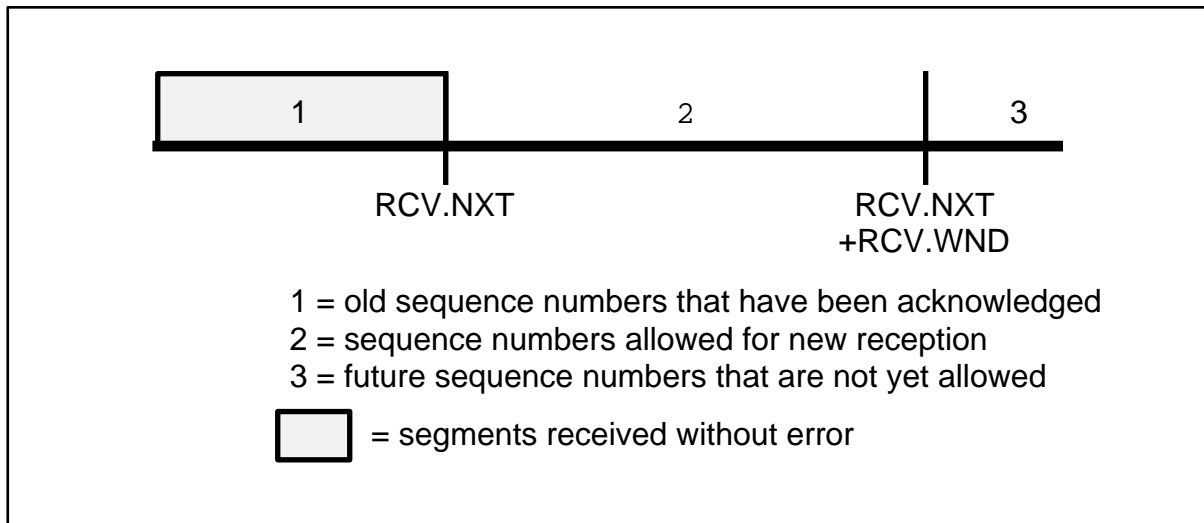 1 2 3
RCV.NXT RCV.NXT
+RCV.WND
1 = old sequence numbers that have been acknowledged
2 = sequence numbers allowed for new reception
3 = future sequence numbers that are not yet allowed
= segments received without error